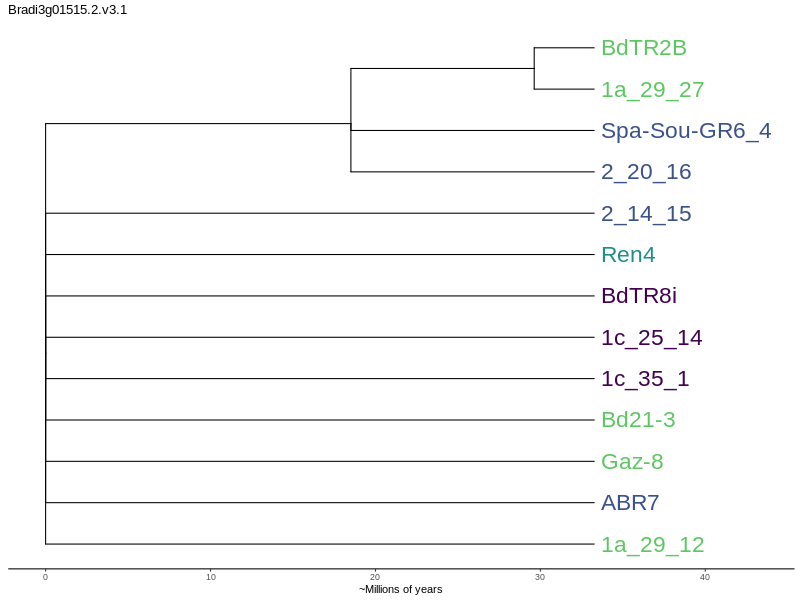 Bradi3g01515.2.v3.1
BdTR2B
1a_29_27
Spa-Sou-GR6_4
2_20_16
2_14_15
Ren4
BdTR8i
1c_25_14
1c_35_1
Bd21-3
Gaz-8
ABR7
1a_29_12
0 10 20 30 40
~Millions of years